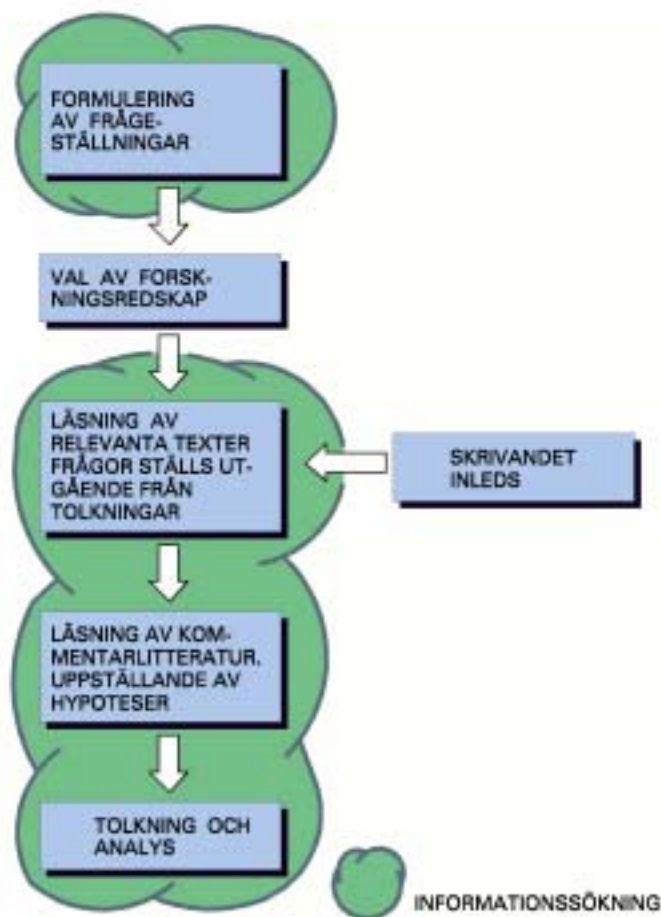 FORMULERING
AV FRÅGE-
STÄLLNINGAR
VAL AV FORSK-
NINGSREDSKAP
LÄSNING AV
RELEVANTA TEXTER
FRÅGOR STÄLLS UT-
GÅENDE FRÅN
TOLKNINGAR
SKRIVANDET
INLEDS
LÄSNING AV KOM-
MENTARLITTERATUR.
UPPSTÄLLANDE AV
HYPOTESER
TOLKNING OCH
ANALYS
INFORMATIONSSÖKNING